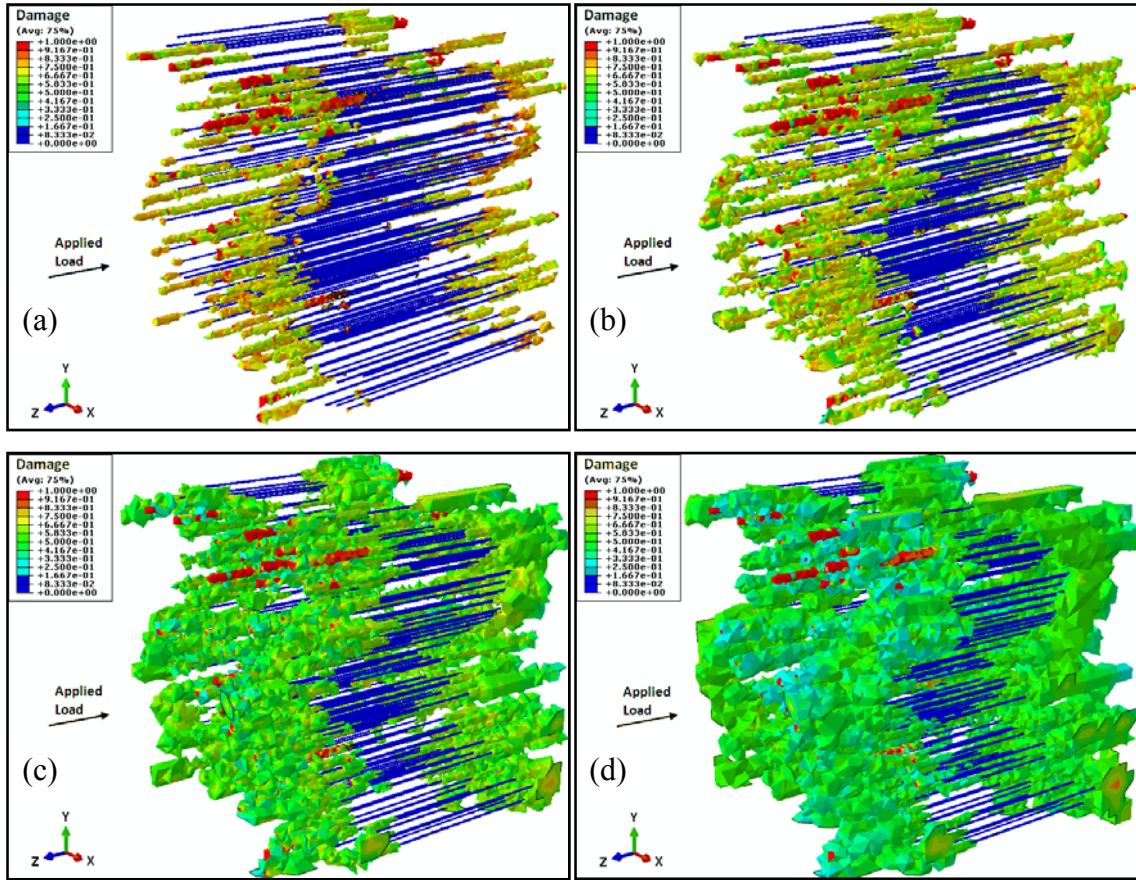 Damage
(Avg: 75%)
+1.000e+00
+9.167e-01
+8.333e-01
+7.500e-01
+6.667e-01
+5.833e-01
+5.000e-01
+4.167e-01
+3.333e-01
+2.500e-01
+1.667e-01
+8.333e-02
+0.000e+00
Applied
Load
(a)
Y
Z
X
Damage
(Avg: 75%)
+1.000e+00
+9.167e-01
+8.333e-01
+7.500e-01
+6.667e-01
+5.833e-01
+5.000e-01
+4.167e-01
+3.333e-01
+2.500e-01
+1.667e-01
+8.333e-02
+0.000e+00
Applied
Load
(b)
Y
Z
X
Damage
(Avg: 75%)
+1.000e+00
+9.167e-01
+8.333e-01
+7.500e-01
+6.667e-01
+5.833e-01
+5.000e-01
+4.167e-01
+3.333e-01
+2.500e-01
+1.667e-01
+8.333e-02
+0.000e+00
Applied
Load
(c)
Y
Z
X
Damage
(Avg: 75%)
+1.000e+00
+9.167e-01
+8.333e-01
+7.500e-01
+6.667e-01
+5.833e-01
+5.000e-01
+4.167e-01
+3.333e-01
+2.500e-01
+1.667e-01
+8.333e-02
+0.000e+00
Applied
Load
(d)
Y
Z
X